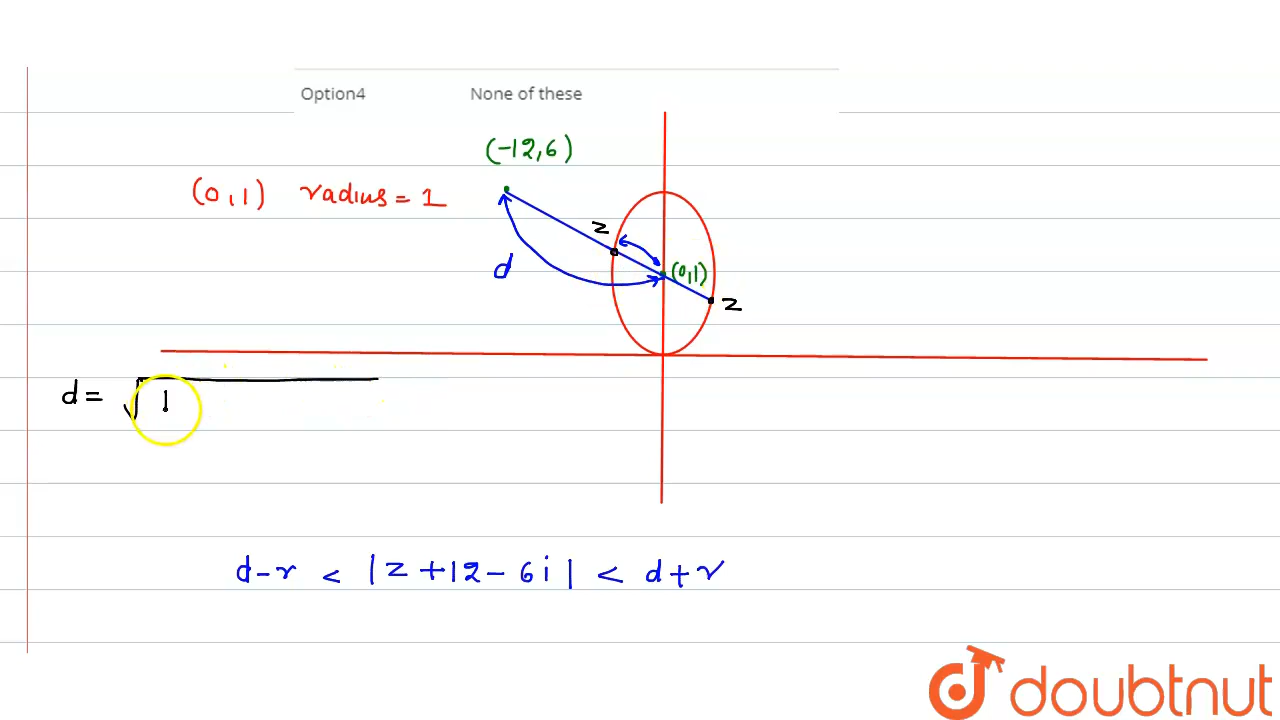 Option4 None of these
(-12,6)
(0,1) radius = 1
z
d
(0,1)
z
d = √1
d-r < |z+12-6i| < d+r
doubtnut